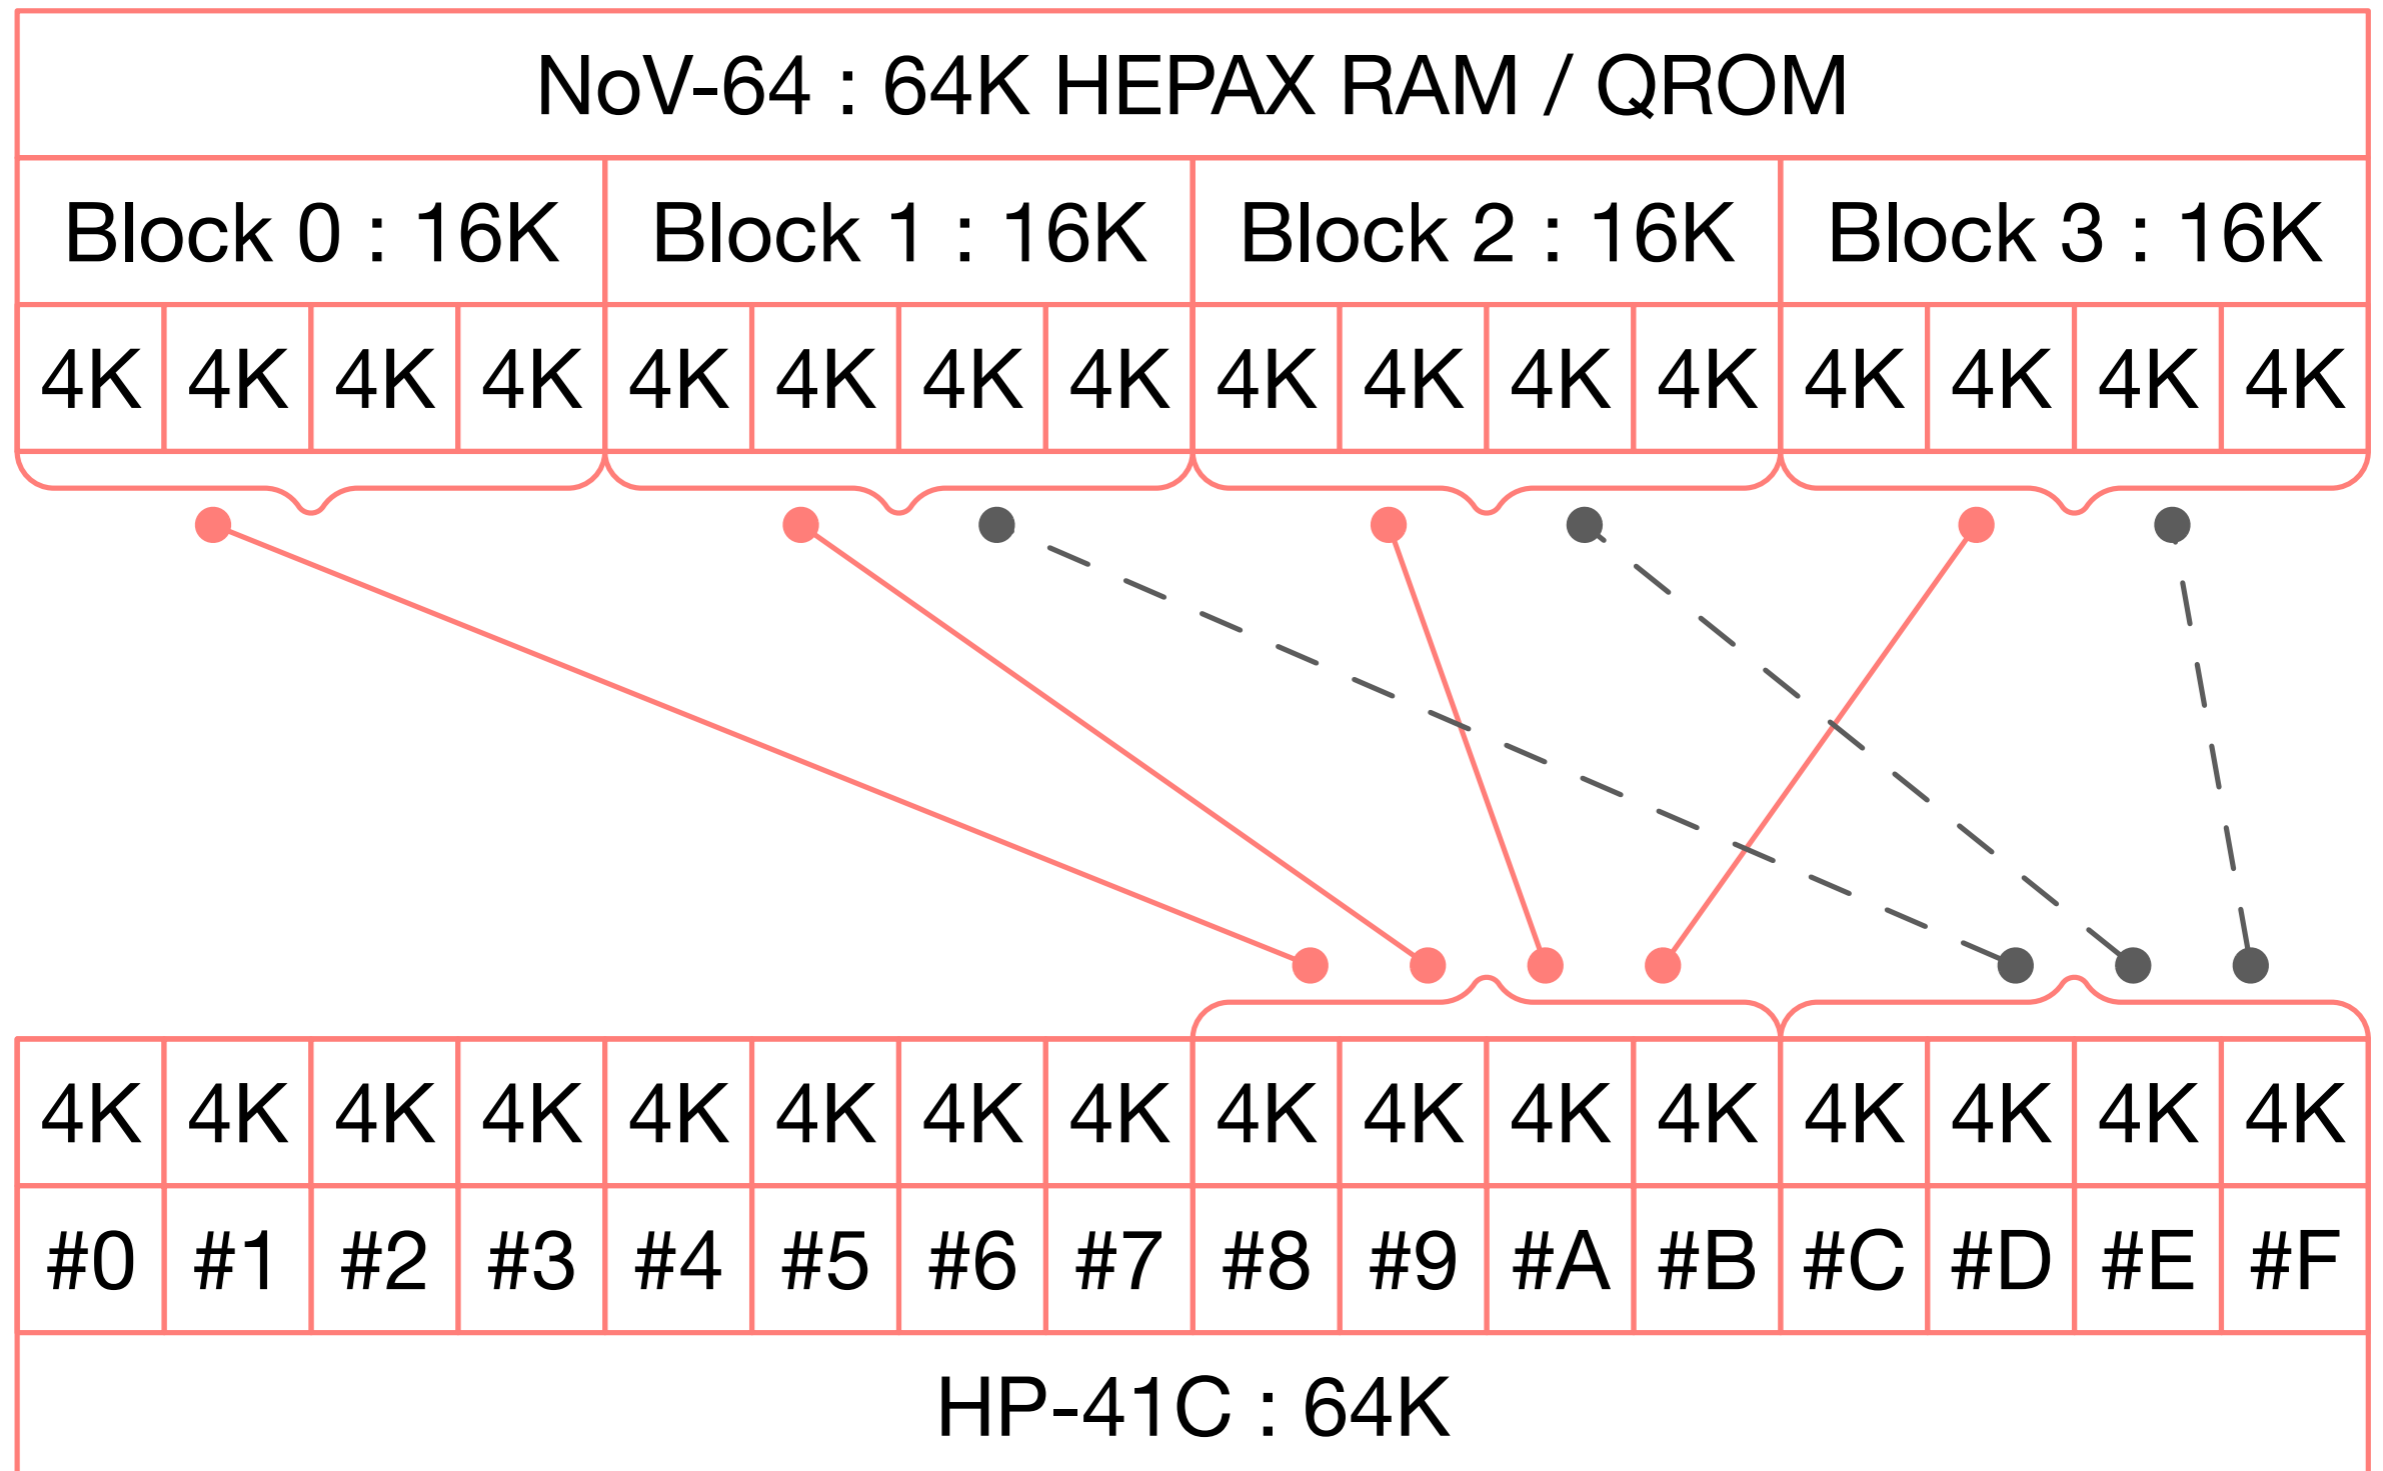 NoV-64 : 64K HEPAX RAM / QROM
Block 0 : 16K Block 1 : 16K Block 2 : 16K Block 3 : 16K
4K 4K 4K 4K 4K 4K 4K 4K 4K 4K 4K 4K 4K 4K 4K 4K
4K 4K 4K 4K 4K 4K 4K 4K 4K 4K 4K 4K 4K 4K 4K 4K
#0 #1 #2 #3 #4 #5 #6 #7 #8 #9 #A #B #C #D #E #F
HP-41C : 64K